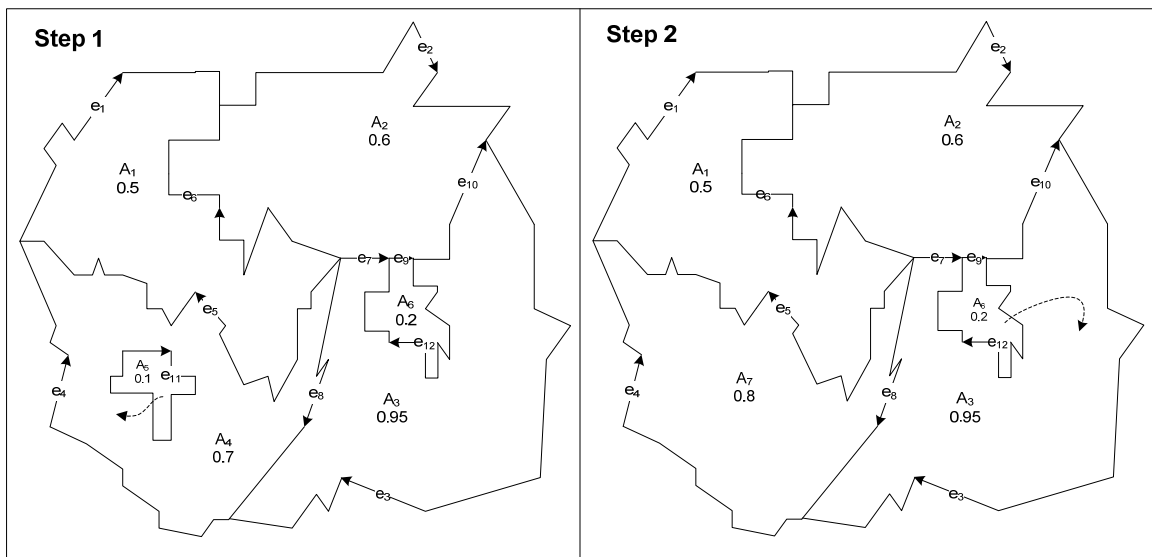 Step 1
e₂
e₁
A₂
0.6
A₁
0.5
e₁₀
e₆
e₇
e₉
A₆
0.2
e₅
e₁₂
A₅
0.1
e₁₁
e₄
e₈
A₃
0.95
A₄
0.7
e₃
Step 2
e₂
e₁
A₂
0.6
A₁
0.5
e₁₀
e₆
e₇
e₉
A₆
0.2
e₅
e₁₂
A₇
0.8
e₄
e₈
A₃
0.95
e₃